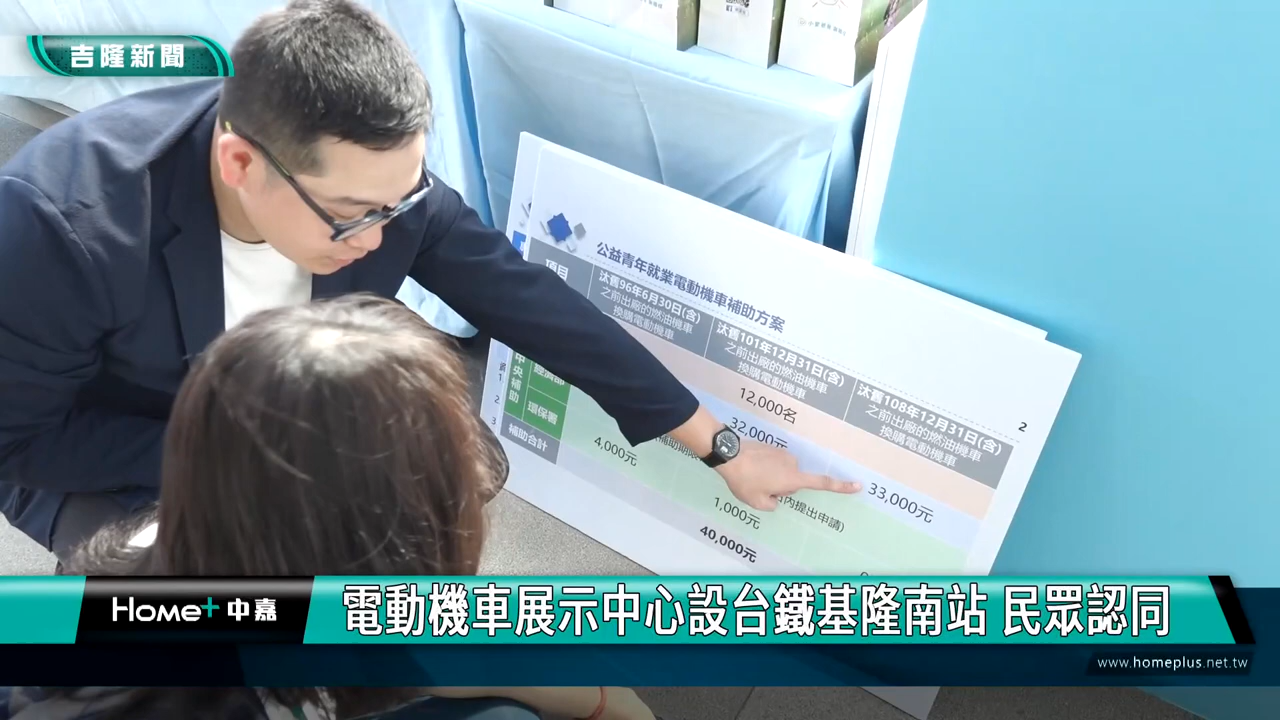 吉隆新聞
公益青年就業電動機車補助方案
項目
汰舊96年6月30日(含)
之前出廠的燃油機車
換購電動機車
汰舊101年12月31日(含)
之前出廠的燃油機車
換購電動機車
汰舊108年12月31日(含)
之前出廠的燃油機車
換購電動機車
2
12,000名
中央補助
經濟部
32,000元
33,000元
環保署
4,000元
內提出申請)
1,000元
補助合計
40,000元
Home+中嘉
電動機車展示中心設台鐵基隆南站 民眾認同
www.homeplus.net.tw